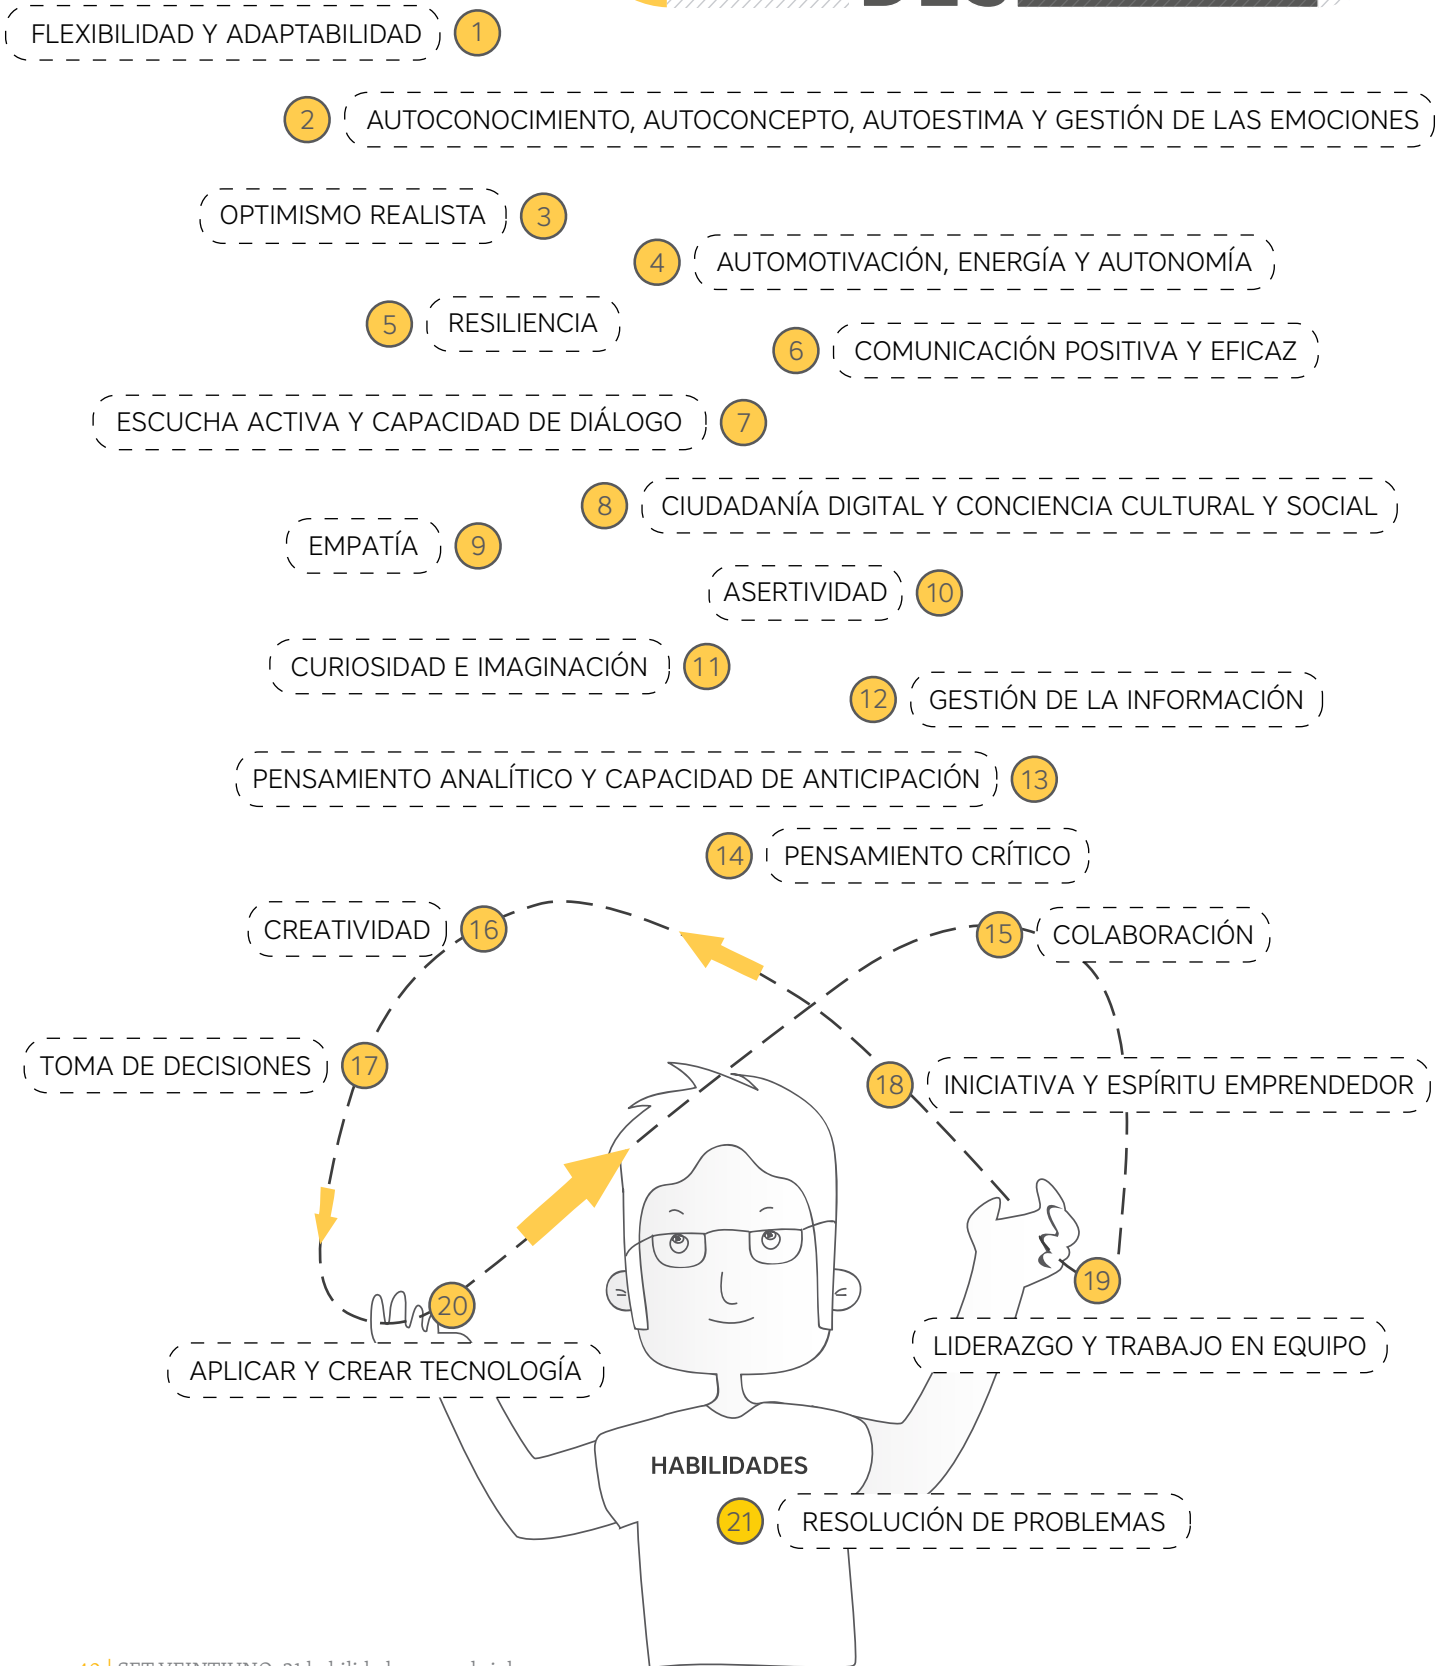 FLEXIBILIDAD Y ADAPTABILIDAD 1
2 AUTOCONOCIMIENTO, AUTOCONCEPTO, AUTOESTIMA Y GESTIÓN DE LAS EMOCIONES
OPTIMISMO REALISTA 3
4 AUTOMOTIVACIÓN, ENERGÍA Y AUTONOMÍA
5 RESILIENCIA
6 COMUNICACIÓN POSITIVA Y EFICAZ
ESCUCHA ACTIVA Y CAPACIDAD DE DIÁLOGO 7
8 CIUDADANÍA DIGITAL Y CONCIENCIA CULTURAL Y SOCIAL
EMPATÍA 9
ASERTIVIDAD 10
CURIOSIDAD E IMAGINACIÓN 11
12 GESTIÓN DE LA INFORMACIÓN
PENSAMIENTO ANALÍTICO Y CAPACIDAD DE ANTICIPACIÓN 13
14 PENSAMIENTO CRÍTICO
CREATIVIDAD 16
15 COLABORACIÓN
TOMA DE DECISIONES 17
18 INICIATIVA Y ESPÍRITU EMPRENDEDOR
19
20
LIDERAZGO Y TRABAJO EN EQUIPO
APLICAR Y CREAR TECNOLOGÍA
HABILIDADES
21 RESOLUCIÓN DE PROBLEMAS